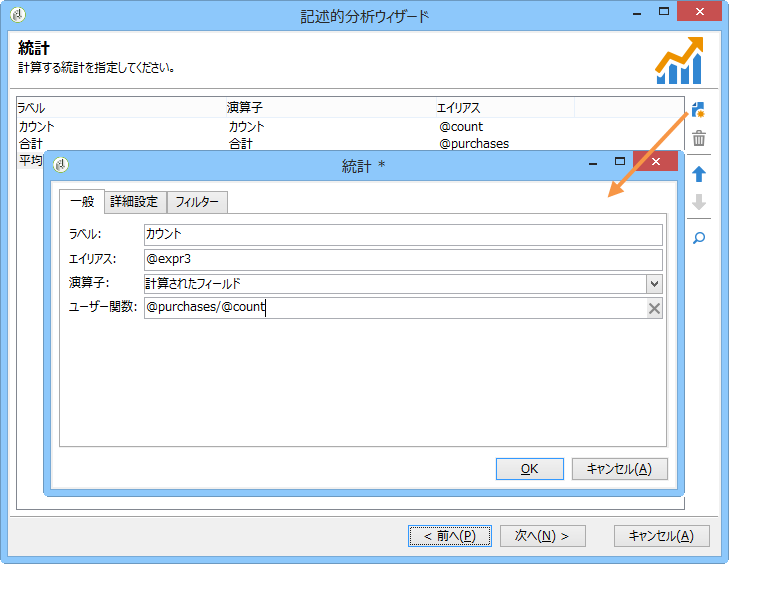 記述的分析ウィザード
統計
計算する統計を指定してください。
ラベル 演算子 エイリアス
カウント カウント @count
合計 合計 @purchases
平均
統計 *
一般 詳細設定 フィルター
ラベル: カウント
エイリアス: @expr3
演算子: 計算されたフィールド
ユーザー関数: @purchases/@count
OK キャンセル(A)
< 前へ(P) 次へ(N) > キャンセル(A)